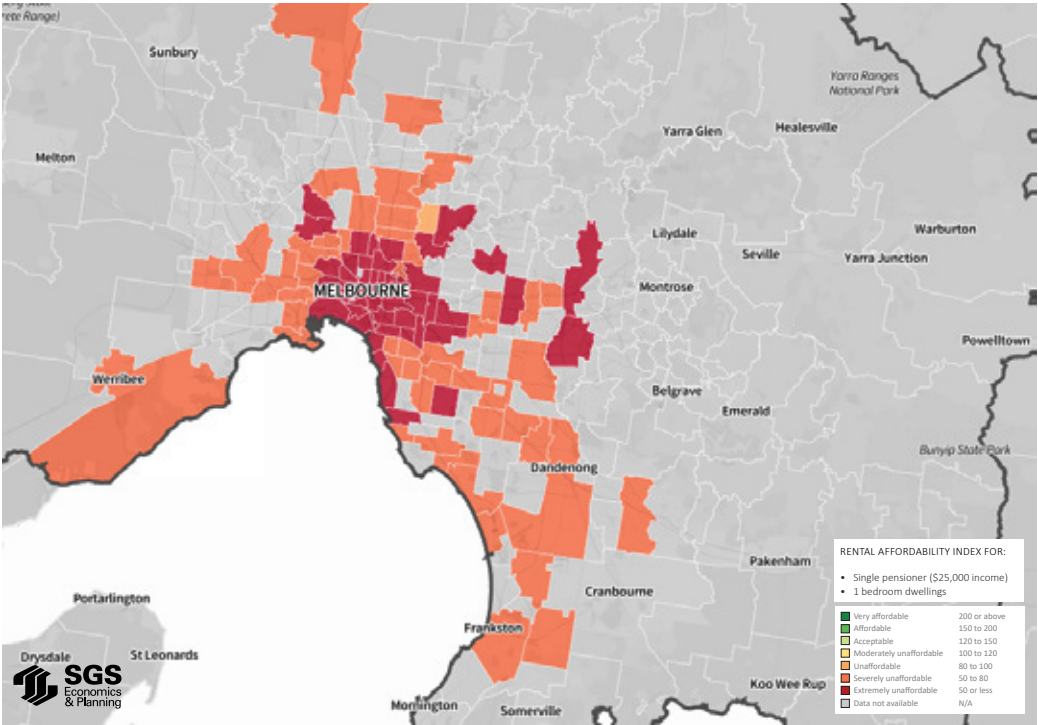 rete Range)
Sunbury
Yarra Ranges
National Park
Yarra Glen
Healesville
Melton
Lilydale
Warburton
Seville
Yarra Junction
MELBOURNE
Montrose
Powelltown
Werribee
Belgrave
Emerald
Bunyip State Park
Dandenong
RENTAL AFFORDABILITY INDEX FOR:
• Single pensioner ($25,000 income)
• 1 bedroom dwellings
Pakenham
Cranbourne
Portarlington
Frankston
Very affordable 200 or above
Affordable 150 to 200
Acceptable 120 to 150
Moderately unaffordable 100 to 120
Unaffordable 80 to 100
Severely unaffordable 50 to 80
Extremely unaffordable 50 or less
Data not available N/A
Drysdale
St Leonards
SGS
Economics
& Planning
Koo Wee Rup
Mornington
Somerville